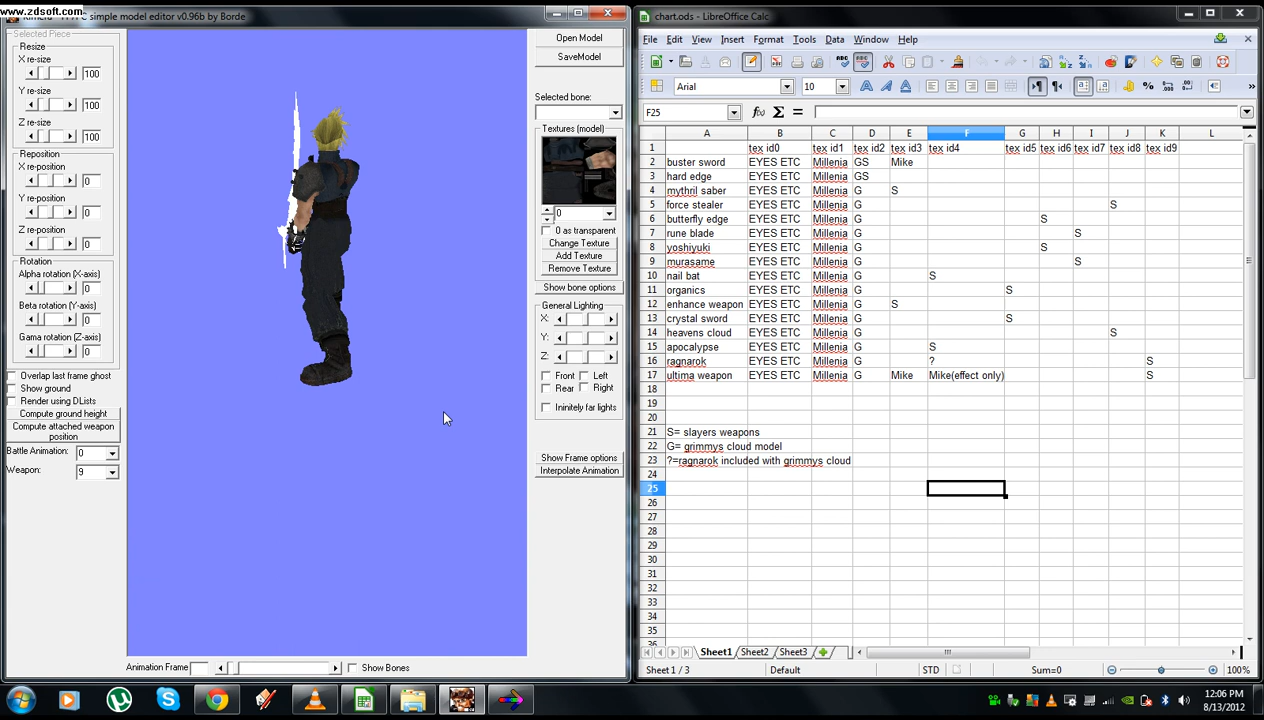 www.zdsoft.com
simple model editor v0.96b by Borde
Selected Piece
Resize
X re-size
100
Y re-size
100
Z re-size
100
Reposition
X re-position
0
Y re-position
0
Z re-position
0
Rotation
Alpha rotation (X-axis)
0
Beta rotation (Y-axis)
0
Gama rotation (Z-axis)
0
Overlap last frame ghost
Show ground
Render using DLists
Compute ground height
Compute attached weapon
position
Battle Animation: 0
Weapon: 9
Animation Frame
Show Bones
Open Model
SaveModel
Selected bone:
Textures (model)
0
0 as transparent
Change Texture
Add Texture
Remove Texture
Show bone options
General Lighting
X:
Y:
Z:
Front Left
Rear Right
Ininitely far lights
Show Frame options
Interpolate Animation
chart.ods - LibreOffice Calc
File Edit View Insert Format Tools Data Window Help
Arial 10
F25
A B C D E F G H I J K L
1 tex id0 tex id1 tex id2 tex id3 tex id4 tex id5 tex id6 tex id7 tex id8 tex id9
2 buster sword EYES ETC Millenia GS Mike
3 hard edge EYES ETC Millenia GS
4 mythril saber EYES ETC Millenia G S
5 force stealer EYES ETC Millenia G S
6 butterfly edge EYES ETC Millenia G S
7 rune blade EYES ETC Millenia G S
8 yoshiyuki EYES ETC Millenia G S
9 murasame EYES ETC Millenia G S
10 nail bat EYES ETC Millenia G S
11 organics EYES ETC Millenia G S
12 enhance weapon EYES ETC Millenia G S
13 crystal sword EYES ETC Millenia G S
14 heavens cloud EYES ETC Millenia G S
15 apocalypse EYES ETC Millenia G S
16 ragnarok EYES ETC Millenia G ? S
17 ultima weapon EYES ETC Millenia G Mike Mike(effect only) S
18
19
20
21 S= slayers weapons
22 G= grimmys cloud model
23 ?=ragnarok included with grimmys cloud
24
25
26
27
28
29
30
31
32
33
34
35
Sheet1 Sheet2 Sheet3
Sheet 1 / 3 Default STD Sum=0 100%
12:06 PM
8/13/2012